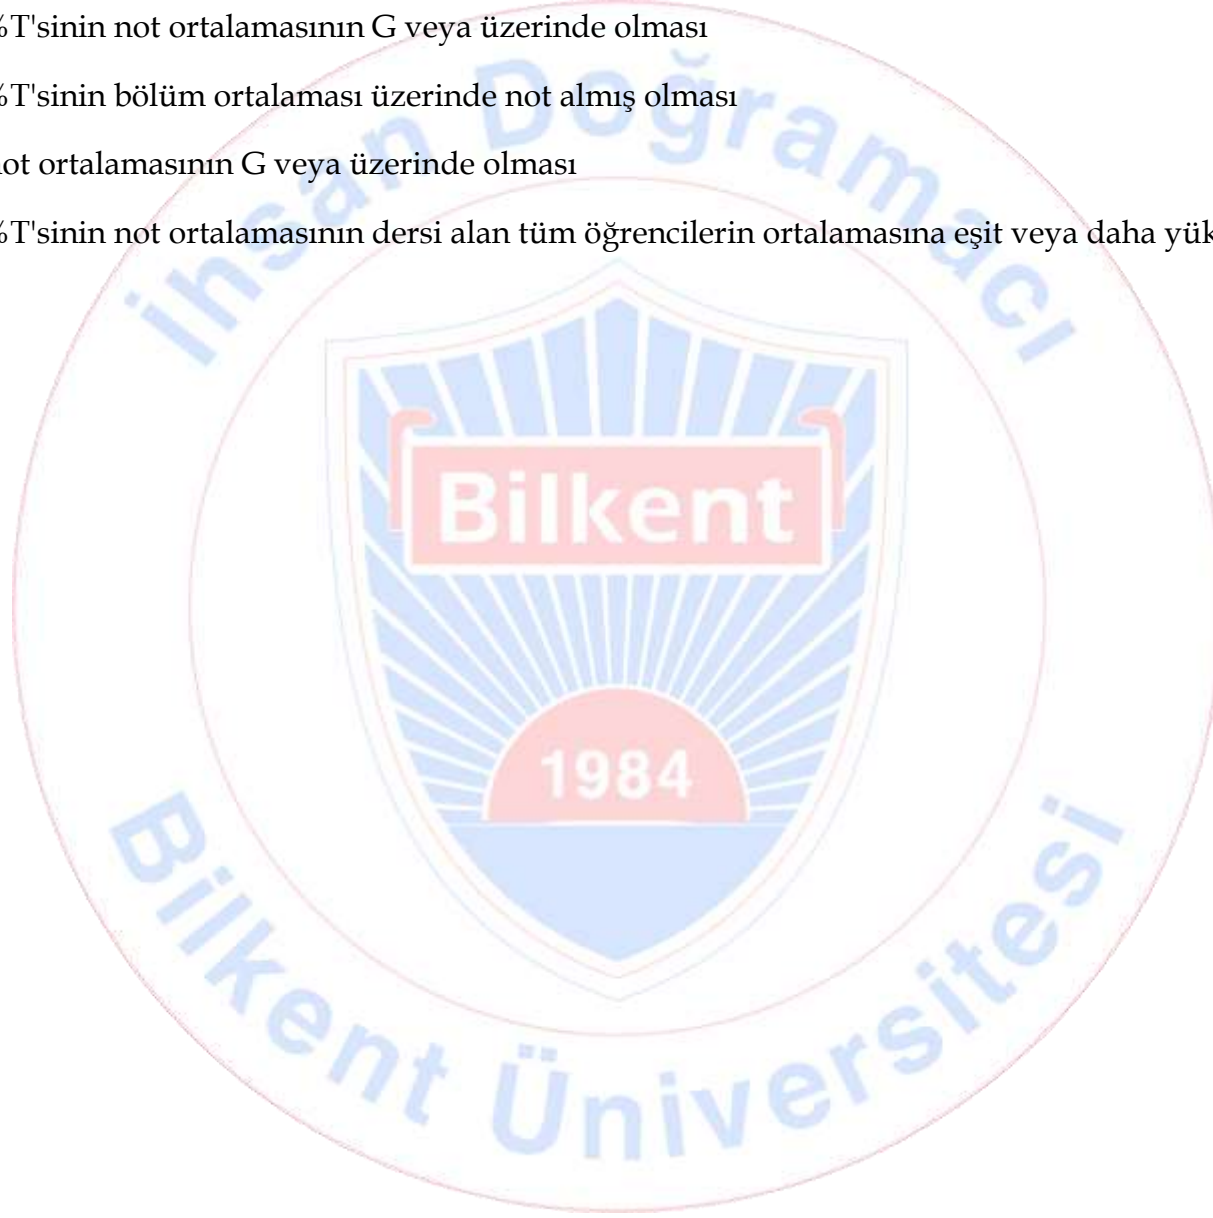 %T'sinin not ortalamasının G veya üzerinde olması
%T'sinin bölüm ortalaması üzerinde not almış olması
not ortalamasının G veya üzerinde olması
%T'sinin not ortalamasının dersi alan tüm öğrencilerin ortalamasına eşit veya daha yük
İhsan Doğramacı
Bilkent
1984
Bilkent Üniversitesi